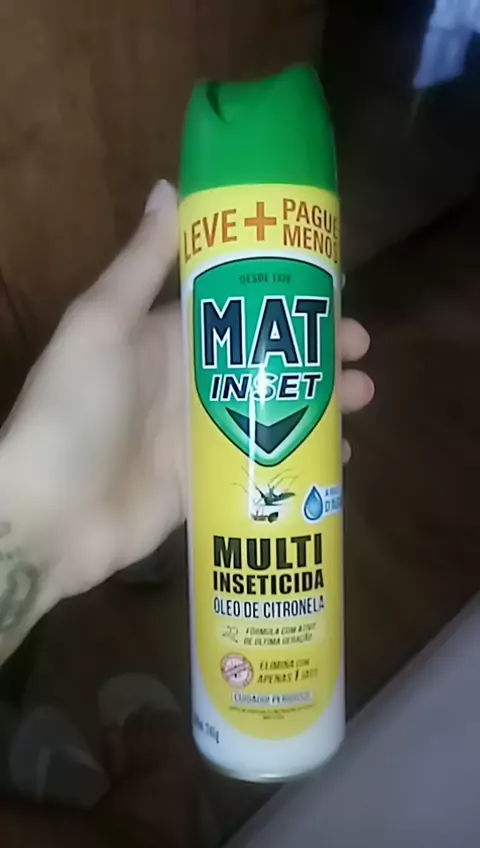 LEVE + PAGUE
MENOS
DESDE
MAT
INSET
MULTI
INSETICIDA
ÓLEO DE CITRONELA
FÓRMULA COM ATIVO
DE ÚLTIMA GERAÇÃO
ELIMINA COM
APENAS 1 JATO
CUIDADO! PERIGOSO!